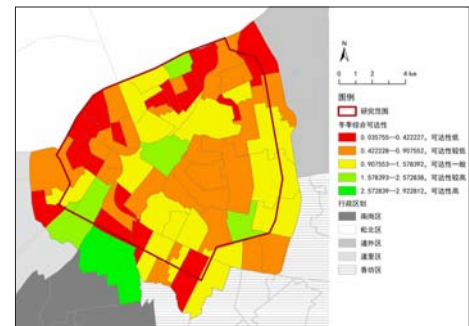 N
0 2 4 km
图例
研究范围
冬季综合可达性
0.035755—0.422227,可达性低
0.422228—0.907552,可达性较低
0.907553—1.578392,可达性一般
1.578393—2.572838,可达性较高
2.572839—2.922812,可达性高
行政区划
南岗区
松北区
道外区
道里区
香坊区